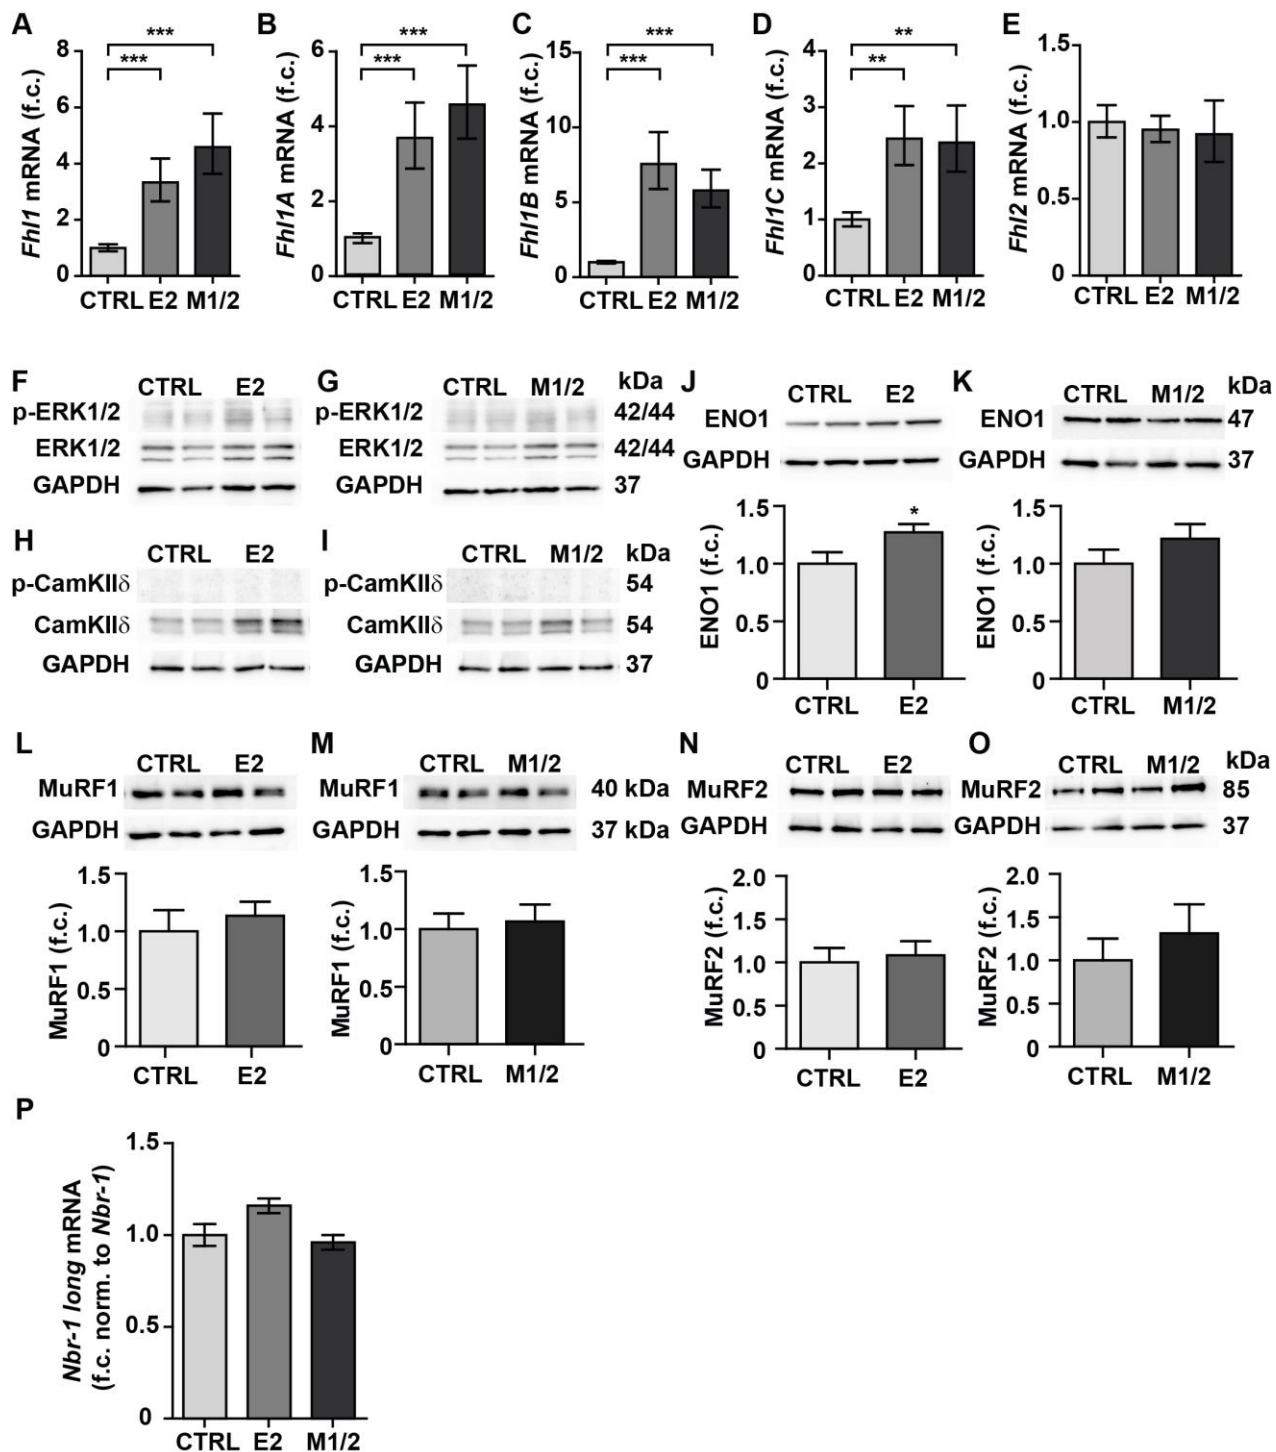 A
B
C
D
E
Fhl1 mRNA (f.c.)
8
6
4
2
0
***
***
CTRL E2 M1/2
Fhl1A mRNA (f.c.)
6
4
2
0
***
***
CTRL E2 M1/2
Fhl1B mRNA (f.c.)
15
10
5
0
***
***
CTRL E2 M1/2
Fhl1C mRNA (f.c.)
4
3
2
1
0
**
**
CTRL E2 M1/2
Fhl2 mRNA (f.c.)
1.5
1.0
0.5
0
CTRL E2 M1/2
F
CTRL E2
p-ERK1/2
ERK1/2
GAPDH
G
CTRL M1/2 kDa
p-ERK1/2 42/44
ERK1/2 42/44
GAPDH 37
H
CTRL E2
p-CamKIIδ
CamKIIδ
GAPDH
I
CTRL M1/2 kDa
p-CamKIIδ 54
CamKIIδ 54
GAPDH 37
J
CTRL E2
ENO1
GAPDH
ENO1 (f.c.)
1.5
1.0
0.5
0
*
CTRL E2
K
CTRL M1/2 kDa
ENO1 47
GAPDH 37
ENO1 (f.c.)
1.5
1.0
0.5
0
CTRL M1/2
L
CTRL E2
MuRF1
GAPDH
MuRF1 (f.c.)
1.5
1.0
0.5
0
CTRL E2
M
CTRL M1/2
MuRF1 40 kDa
GAPDH 37 kDa
MuRF1 (f.c.)
1.5
1.0
0.5
0
CTRL M1/2
N
CTRL E2
MuRF2
GAPDH
MuRF2 (f.c.)
2.0
1.5
1.0
0.5
0
CTRL E2
O
CTRL M1/2 kDa
MuRF2 85
GAPDH 37
MuRF2 (f.c.)
2.0
1.5
1.0
0.5
0
CTRL M1/2
P
Nbr-1 long mRNA
(f.c. norm. to Nbr-1)
1.5
1.0
0.5
0
CTRL E2 M1/2